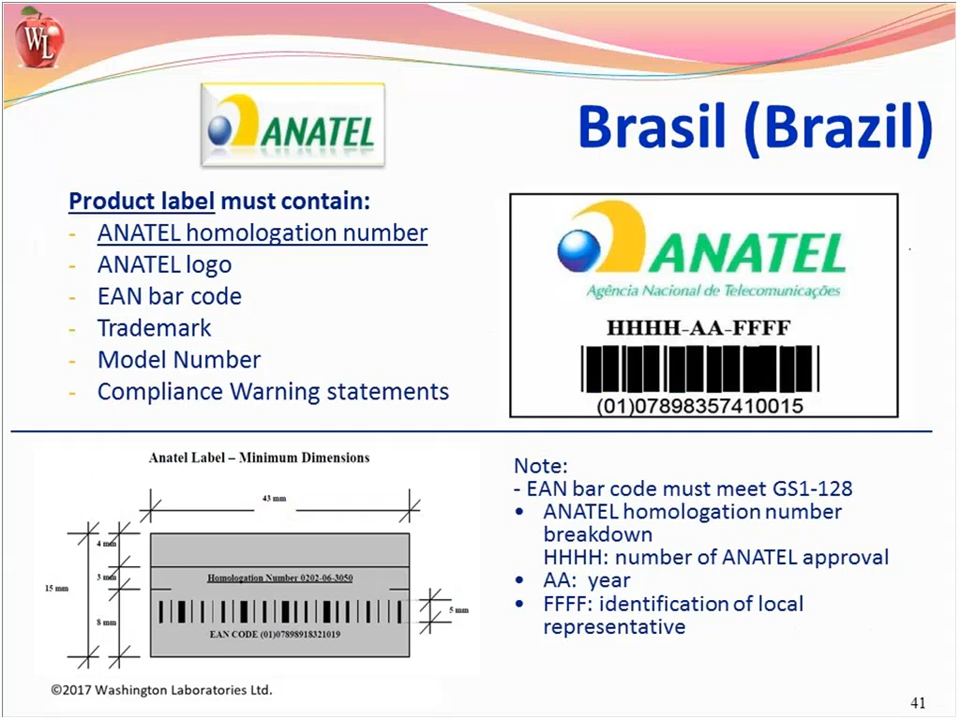 WL
ANATEL
Brasil (Brazil)
Product label must contain:
- ANATEL homologation number
- ANATEL logo
- EAN bar code
- Trademark
- Model Number
- Compliance Warning statements
ANATEL
Agência Nacional de Telecomunicações
HHHH-AA-FFFF
(01)07898357410015
Anatel Label – Minimum Dimensions
43 mm
4 mm
3 mm
15 mm
8 mm
5 mm
Homologation Number 0202-06-3050
EAN CODE (01)07898918321019
Note:
- EAN bar code must meet GS1-128
• ANATEL homologation number
breakdown
HHHH: number of ANATEL approval
• AA: year
• FFFF: identification of local
representative
©2017 Washington Laboratories Ltd.
41